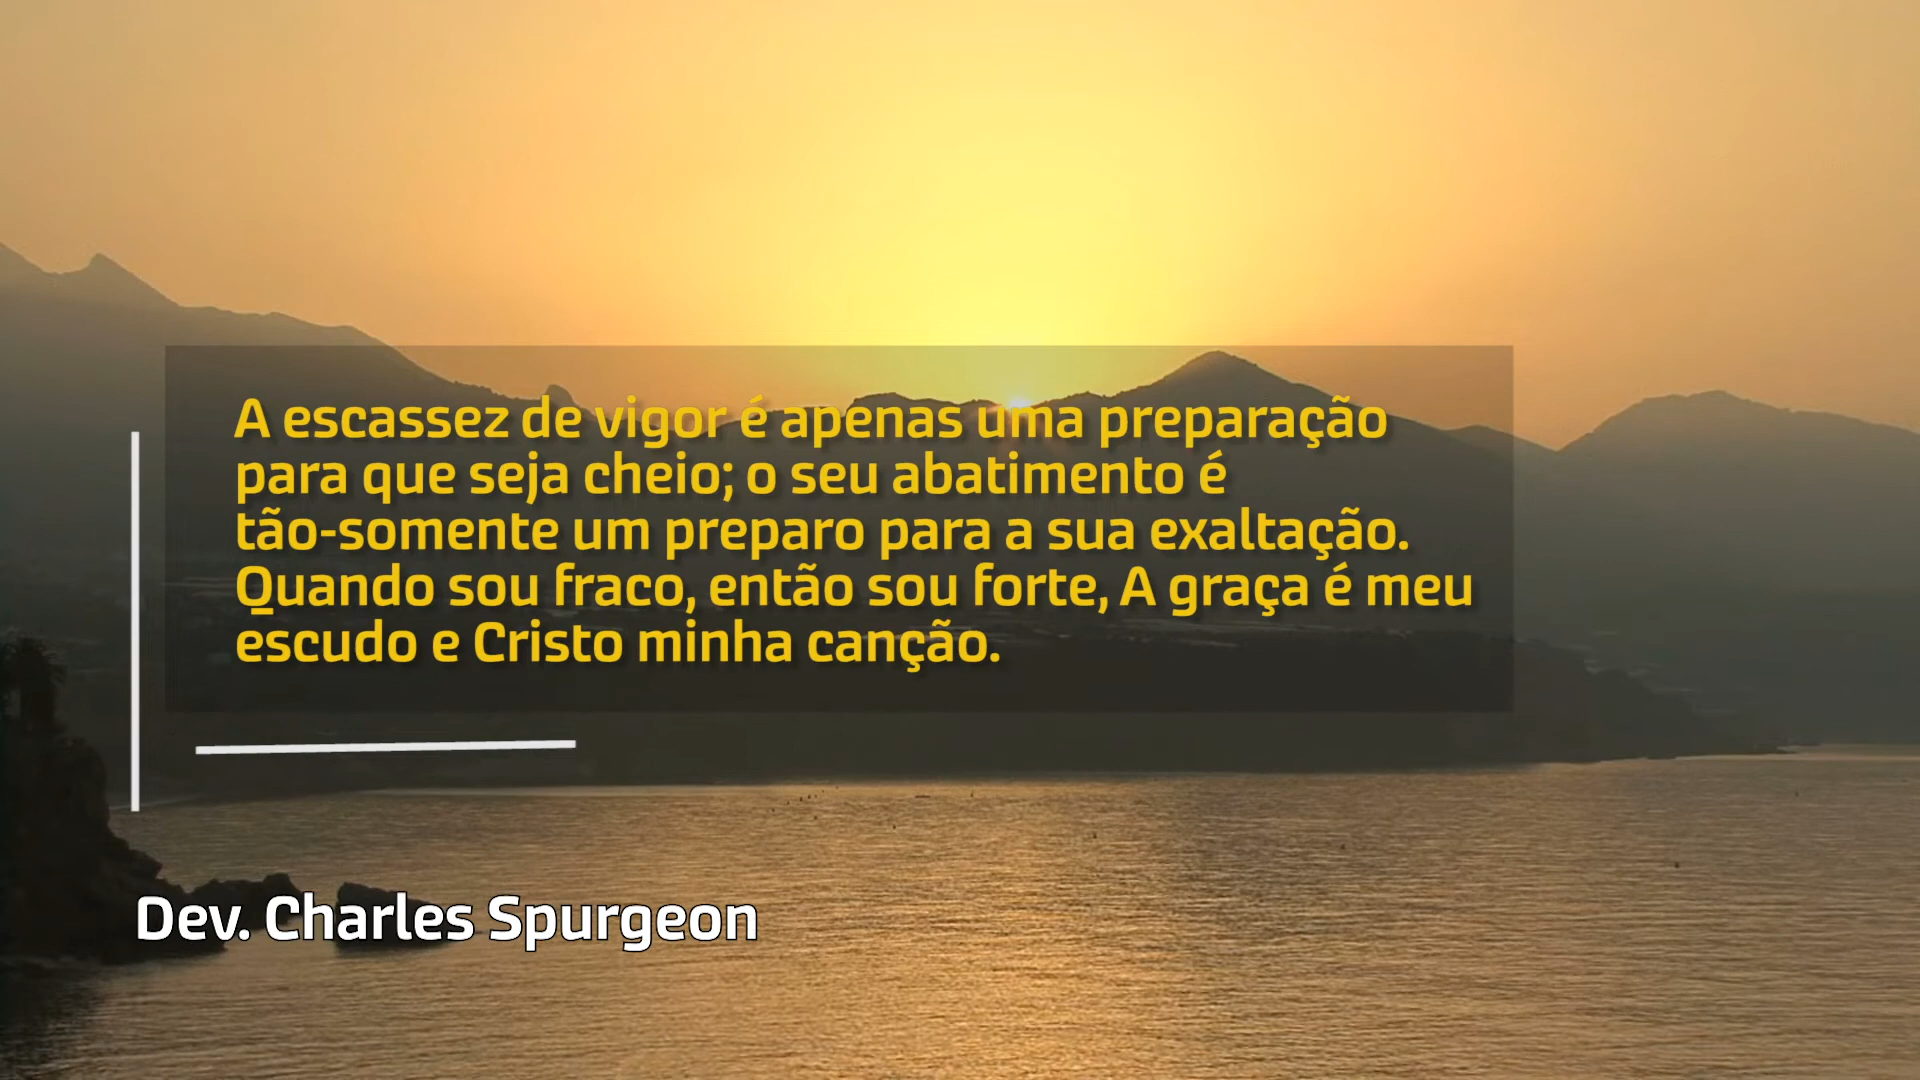 A escassez de vigor é apenas uma preparação
para que seja cheio; o seu abatimento é
tão-somente um preparo para a sua exaltação.
Quando sou fraco, então sou forte, A graça é meu
escudo e Cristo minha canção.
Dev. Charles Spurgeon